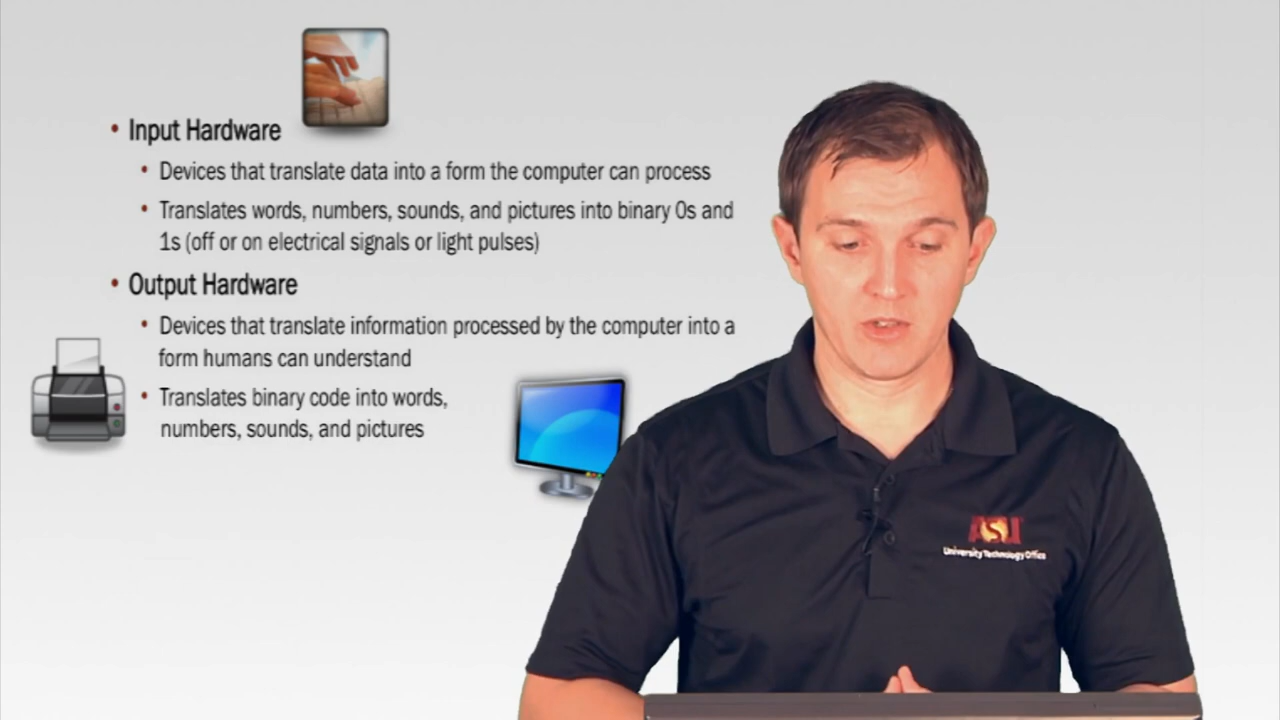 • Input Hardware
• Devices that translate data into a form the computer can process
• Translates words, numbers, sounds, and pictures into binary 0s and
1s (off or on electrical signals or light pulses)
• Output Hardware
• Devices that translate information processed by the computer into a
form humans can understand
• Translates binary code into words,
numbers, sounds, and pictures
ASU
University Technology Office